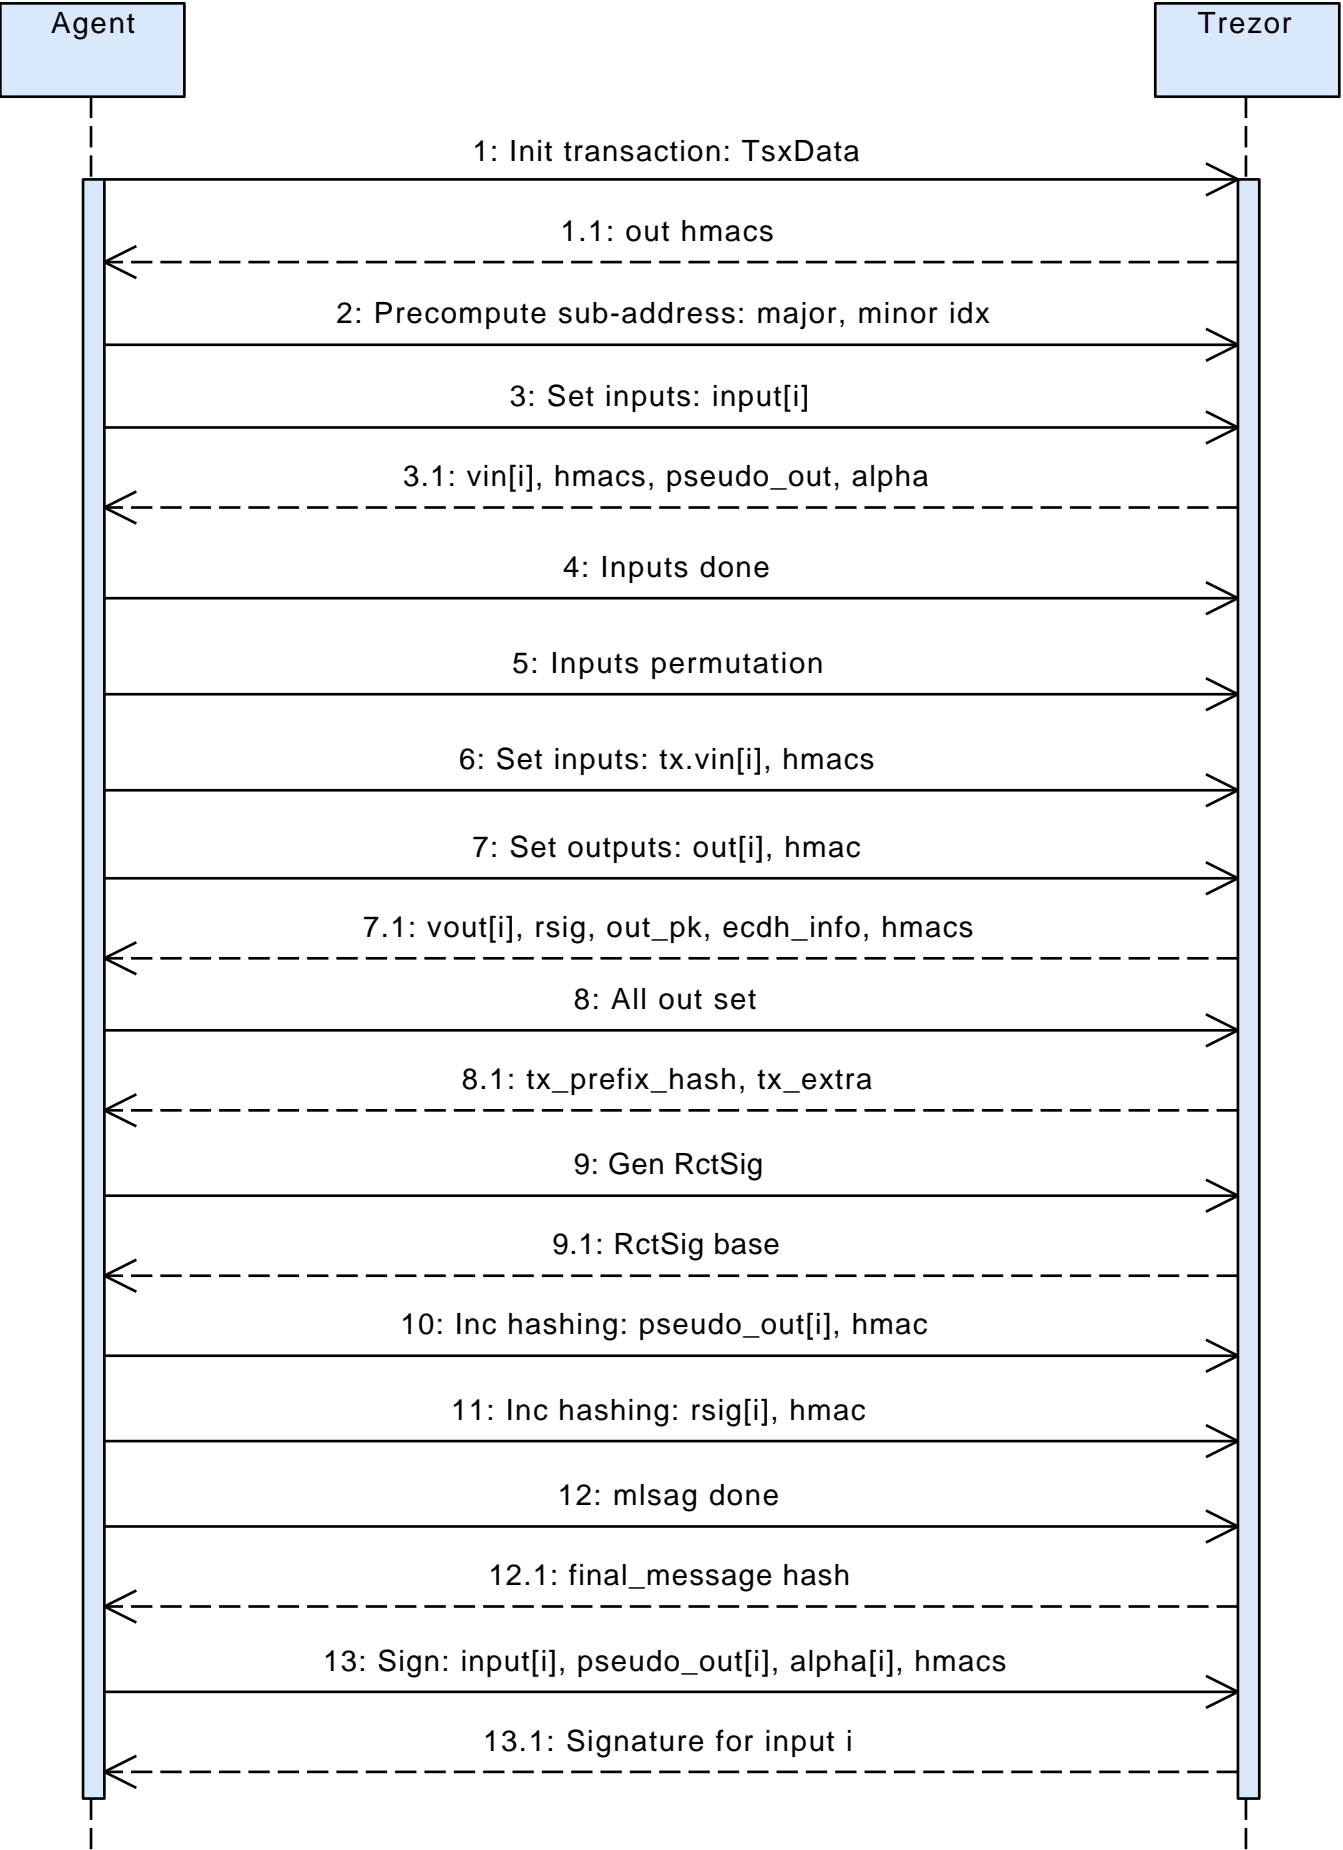 Agent
Trezor
1: Init transaction: TsxData
1.1: out hmacs
2: Precompute sub-address: major, minor idx
3: Set inputs: input[i]
3.1: vin[i], hmacs, pseudo_out, alpha
4: Inputs done
5: Inputs permutation
6: Set inputs: tx.vin[i], hmacs
7: Set outputs: out[i], hmac
7.1: vout[i], rsig, out_pk, ecdh_info, hmacs
8: All out set
8.1: tx_prefix_hash, tx_extra
9: Gen RctSig
9.1: RctSig base
10: Inc hashing: pseudo_out[i], hmac
11: Inc hashing: rsig[i], hmac
12: mlsag done
12.1: final_message hash
13: Sign: input[i], pseudo_out[i], alpha[i], hmacs
13.1: Signature for input i